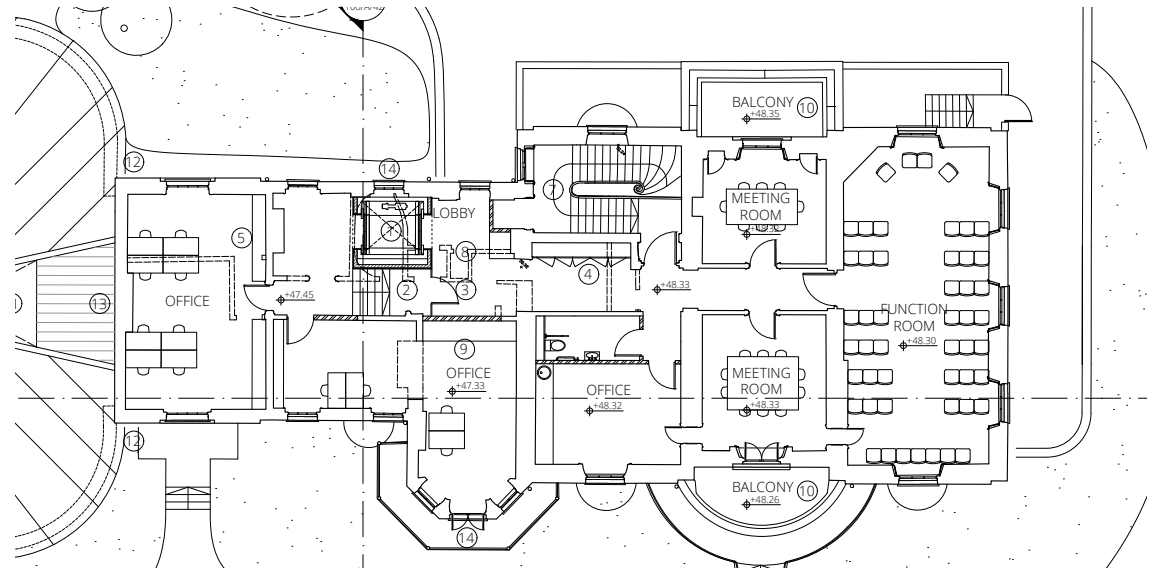 BALCONY
10
+48.35
12
14
7
MEETING
ROOM
LOBBY
1
5
8
4
+48.33
2
3
OFFICE
+47.45
13
FUNCTION
ROOM
+48.30
9
OFFICE
+47.33
OFFICE
+48.32
MEETING
ROOM
+48.33
12
BALCONY
10
+48.26
14